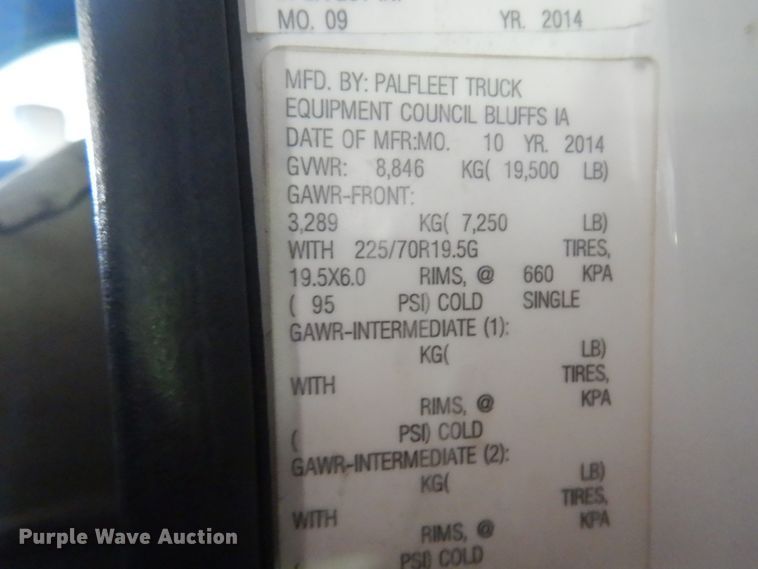 MO. 09 YR. 2014
MFD. BY: PALFLEET TRUCK
EQUIPMENT COUNCIL BLUFFS IA
DATE OF MFR:MO. 10 YR. 2014
GVWR: 8,846 KG( 19,500 LB)
GAWR-FRONT:
3,289 KG( 7,250 LB)
WITH 225/70R19.5G TIRES,
19.5X6.0 RIMS, @ 660 KPA
( 95 PSI) COLD SINGLE
GAWR-INTERMEDIATE (1):
KG( LB)
WITH TIRES,
RIMS, @ KPA
( PSI) COLD
GAWR-INTERMEDIATE (2):
KG( LB)
WITH TIRES,
RIMS, @ KPA
( PSI) COLD
Purple Wave Auction